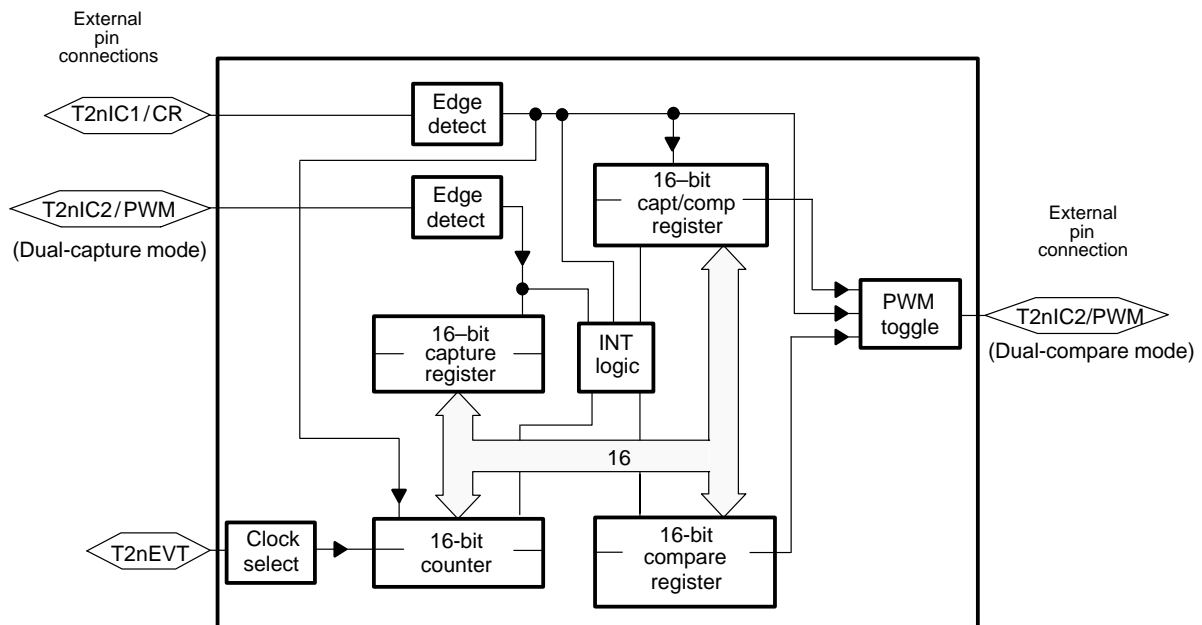 External
pin
connections
T2nIC1/CR
Edge
detect
T2nIC2/PWM
(Dual-capture mode)
Edge
detect
16–bit
capt/comp
register
External
pin
connection
PWM
toggle
T2nIC2/PWM
(Dual-compare mode)
16–bit
capture
register
INT
logic
16
T2nEVT
Clock
select
16-bit
counter
16-bit
compare
register